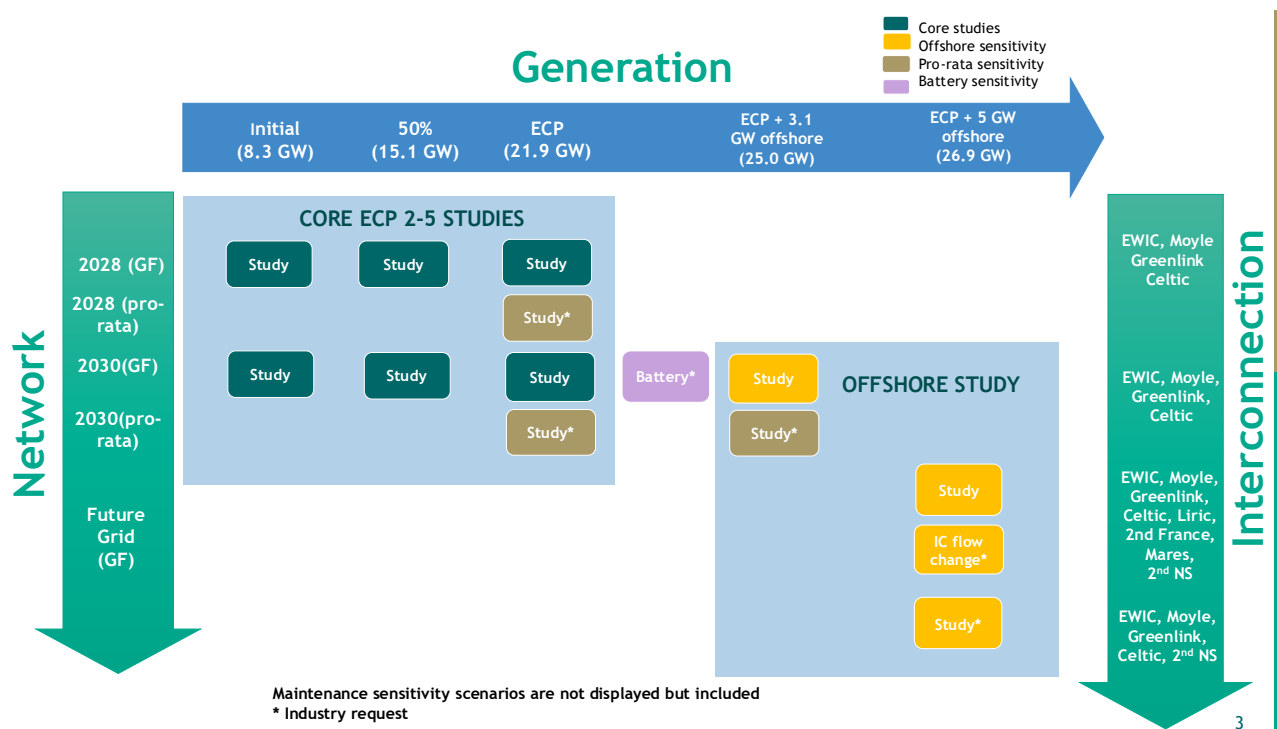 Core studies
Offshore sensitivity
Pro-rata sensitivity
Battery sensitivity
Generation
Initial
(8.3 GW)
50%
(15.1 GW)
ECP
(21.9 GW)
ECP + 3.1
GW offshore
(25.0 GW)
ECP + 5 GW
offshore
(26.9 GW)
Network
2028 (GF)
2028 (pro-
rata)
2030(GF)
2030(pro-
rata)
Future
Grid
(GF)
CORE ECP 2-5 STUDIES
Study
Study
Study
Study*
Study
Study
Study
Study*
Battery*
OFFSHORE STUDY
Study
Study*
Study
IC flow
change*
Study*
Interconnection
EWIC, Moyle
Greenlink
Celtic
EWIC, Moyle,
Greenlink,
Celtic
EWIC, Moyle,
Greenlink,
Celtic, Liric,
2nd France,
Mares,
2nd NS
EWIC, Moyle,
Greenlink,
Celtic, 2nd NS
Maintenance sensitivity scenarios are not displayed but included
* Industry request
3